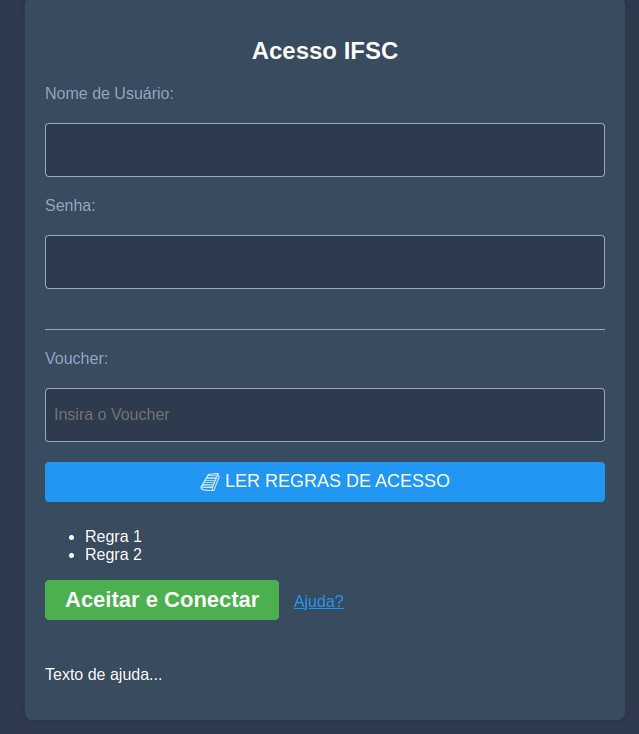 Acesso IFSC
Nome de Usuário:
Senha:
Voucher:
Insira o Voucher
LER REGRAS DE ACESSO
Regra 1
Regra 2
Aceitar e Conectar Ajuda?
Texto de ajuda...